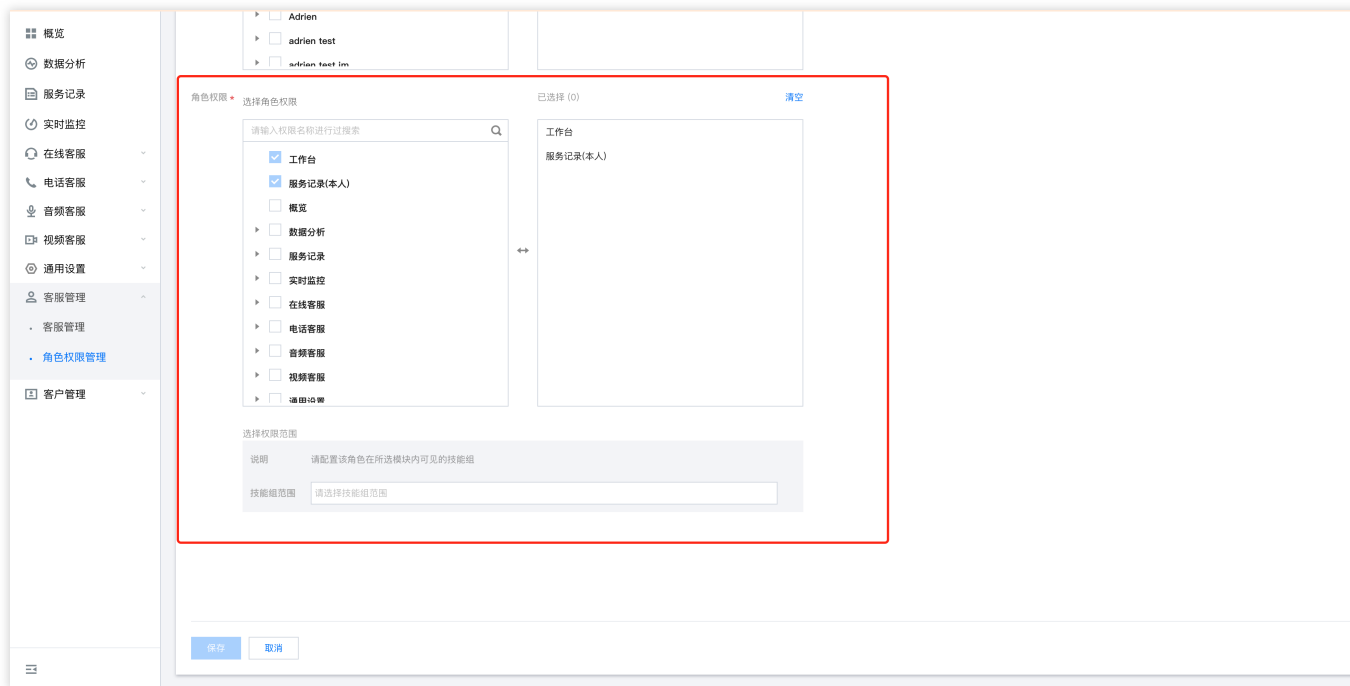 概览
数据分析
服务记录
实时监控
在线客服
电话客服
音频客服
视频客服
通用设置
客服管理
客服管理
角色权限管理
客户管理
Adrien
adrien test
adrien test im
角色权限 *
选择角色权限
已选择 (0)
清空
请输入权限名称进行过搜索
工作台
服务记录(本人)
概览
数据分析
服务记录
实时监控
在线客服
电话客服
音频客服
视频客服
通用设置
工作台
服务记录(本人)
选择权限范围
说明 请配置该角色在所选模块内可见的技能组
技能组范围 请选择技能组范围
保存
取消